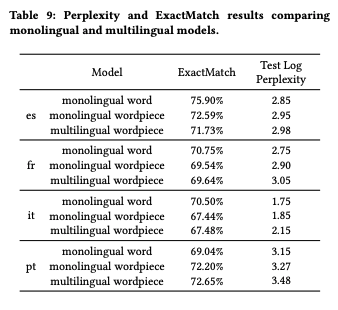 Table 9: Perplexity and ExactMatch results comparing
monolingual and multilingual models.
Model ExactMatch Test Log
Perplexity
monolingual word 75.90% 2.85
es monolingual wordpiece 72.59% 2.95
multilingual wordpiece 71.73% 2.98
monolingual word 70.75% 2.75
fr monolingual wordpiece 69.54% 2.90
multilingual wordpiece 69.64% 3.05
monolingual word 70.50% 1.75
it monolingual wordpiece 67.44% 1.85
multilingual wordpiece 67.48% 2.15
monolingual word 69.04% 3.15
pt monolingual wordpiece 72.20% 3.27
multilingual wordpiece 72.65% 3.48